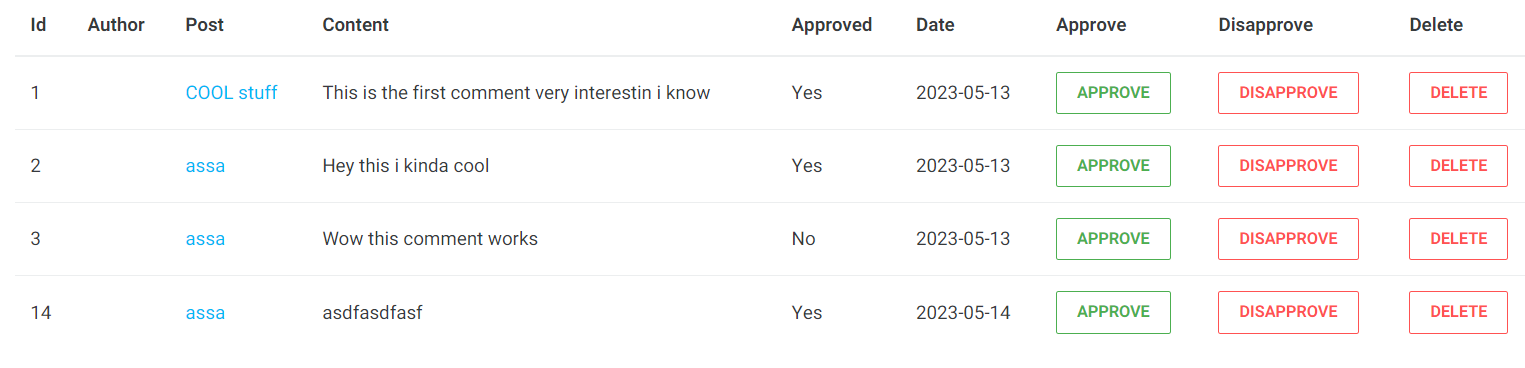 Id Author Post Content Approved Date Approve Disapprove Delete
1 COOL stuff This is the first comment very interestin i know Yes 2023-05-13 APPROVE DISAPPROVE DELETE
2 assa Hey this i kinda cool Yes 2023-05-13 APPROVE DISAPPROVE DELETE
3 assa Wow this comment works No 2023-05-13 APPROVE DISAPPROVE DELETE
14 assa asdfasdfasf Yes 2023-05-14 APPROVE DISAPPROVE DELETE